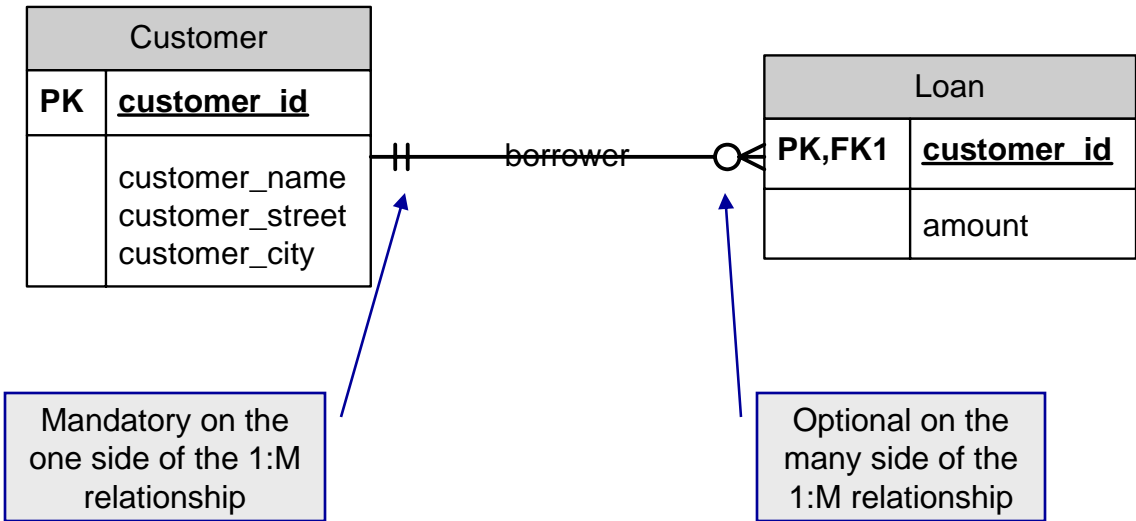 Customer
PK customer_id
customer_name
customer_street
customer_city
borrower
Loan
PK,FK1 customer_id
amount
Mandatory on the
one side of the 1:M
relationship
Optional on the
many side of the
1:M relationship